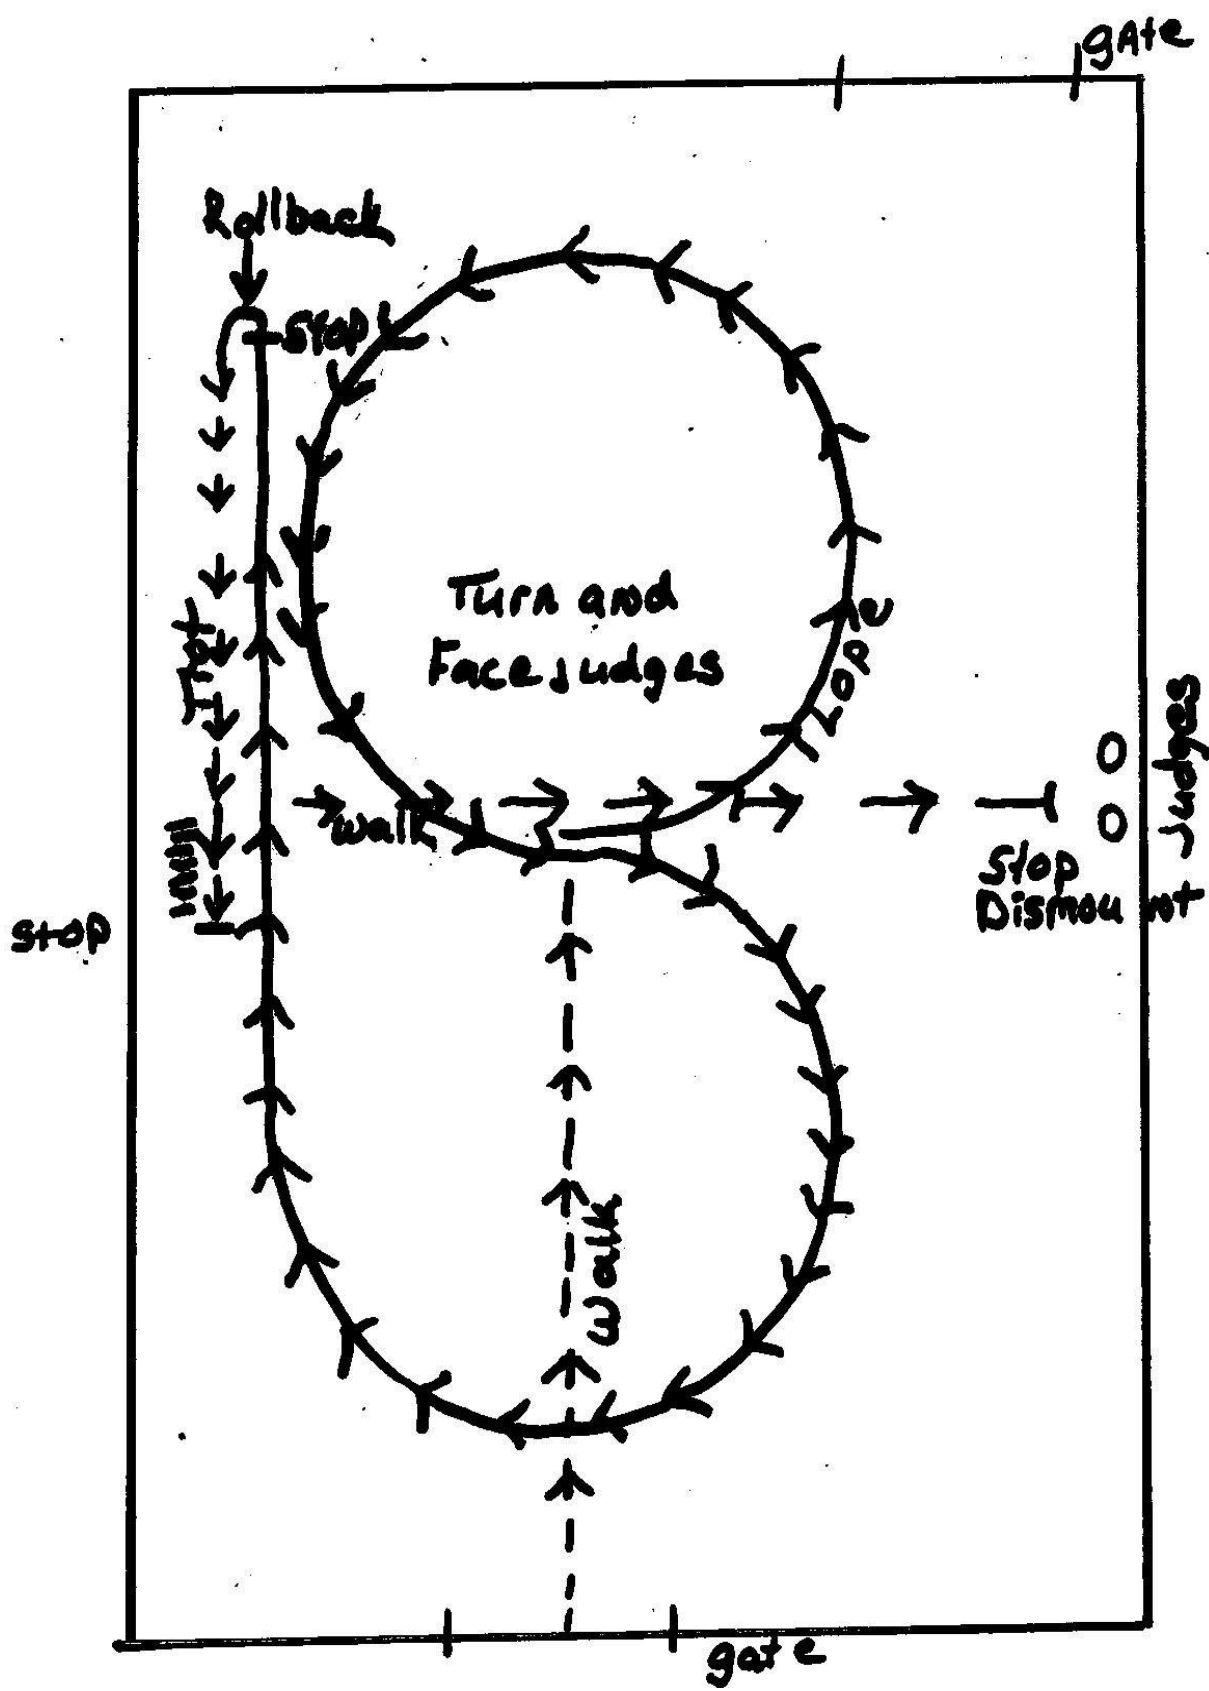 gAte
Rollback
Stop
Turn and
Face Judges
Trot
Lope
Judges
walk
Stop
Dismount
Stop
Walk
gate